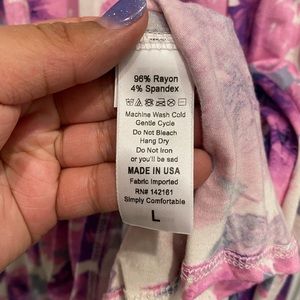 96% Rayon
4% Spandex
Machine Wash Cold
Gentle Cycle
Do Not Bleach
Hang Dry
Do Not Iron
or you'll be sad
MADE IN USA
Fabric Imported
RN# 142161
Simply Comfortable
L